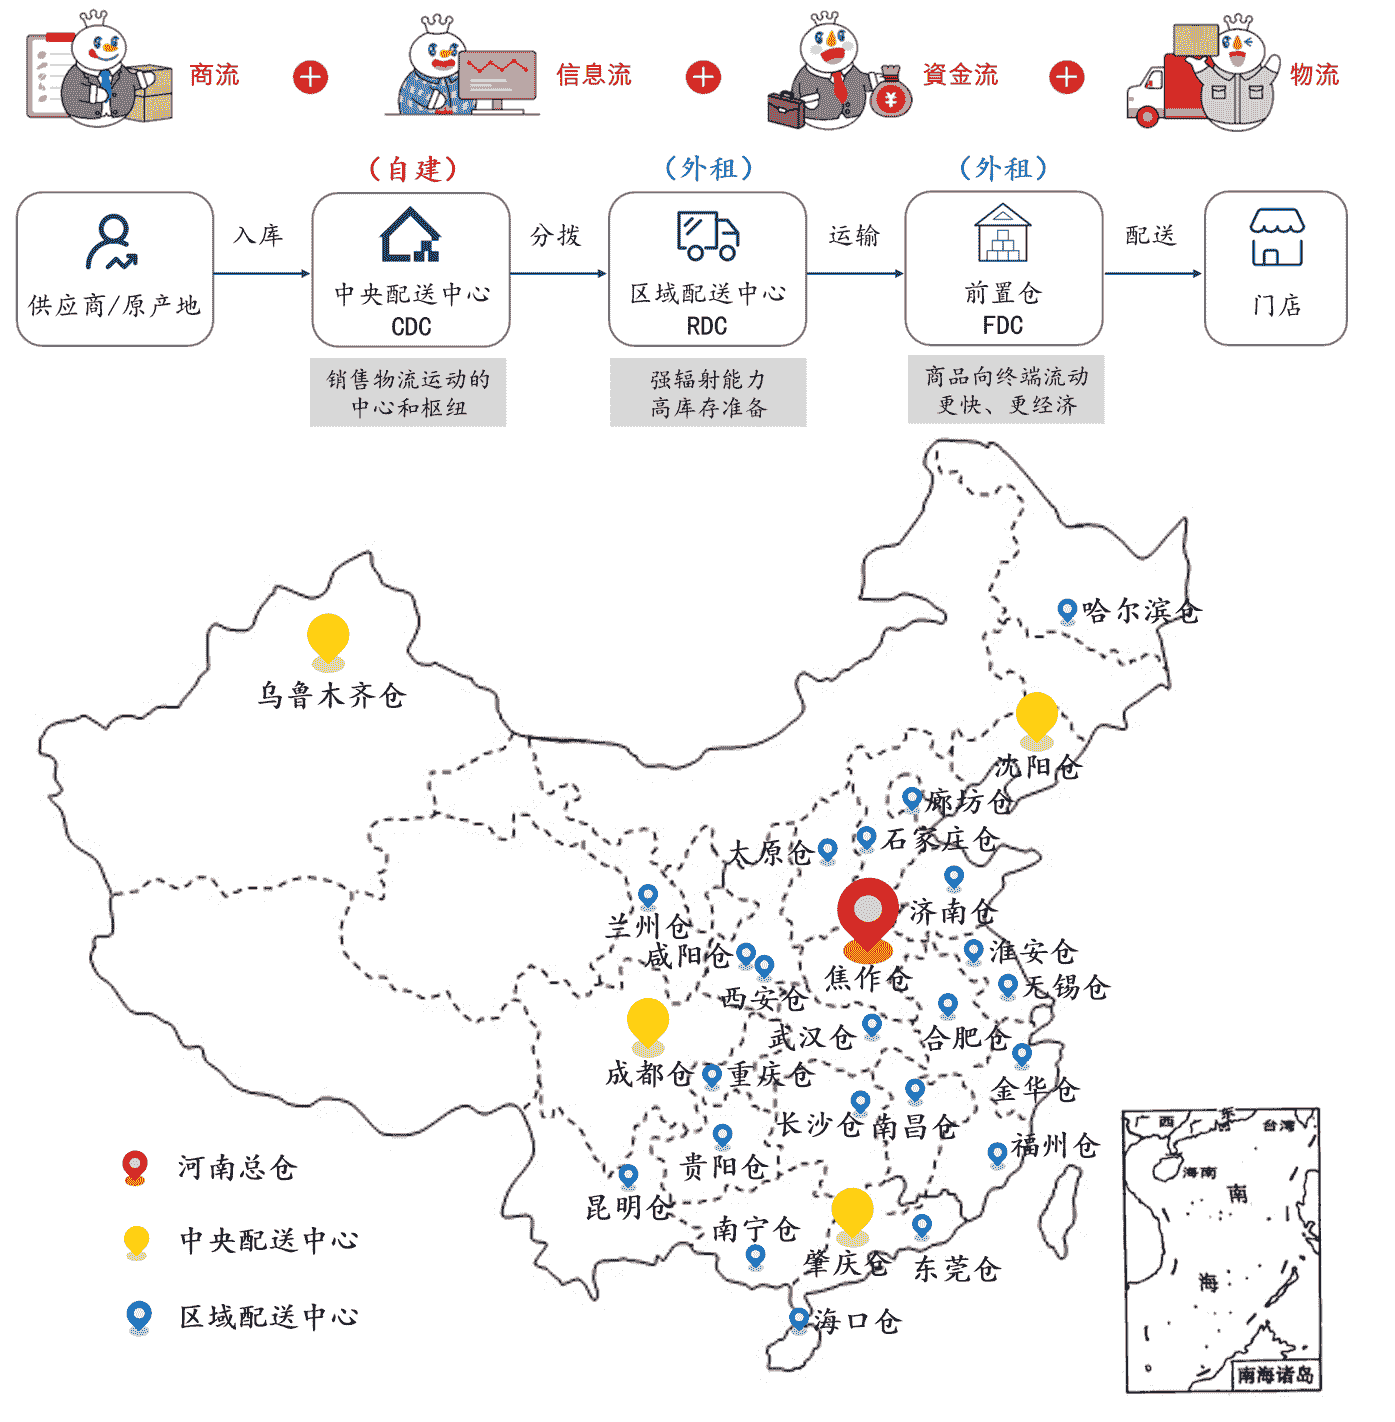 商流
信息流
資金流
物流
（自建）
（外租）
（外租）
入库
分拨
运输
配送
供应商/原产地
中央配送中心
CDC
区域配送中心
RDC
前置仓
FDC
门店
销售物流运动的
中心和枢纽
强辐射能力
高库存准备
商品向终端流动
更快、更经济
哈尔滨仓
乌鲁木齐仓
沈阳仓
廊坊仓
石家庄仓
太原仓
济南仓
兰州仓
咸阳仓
淮安仓
焦作仓
无锡仓
西安仓
武汉仓
合肥仓
成都仓
重庆仓
金华仓
长沙仓
南昌仓
福州仓
贵阳仓
昆明仓
南宁仓
肇庆仓
东莞仓
海口仓
河南总仓
中央配送中心
区域配送中心
广西
广东
台湾
海南
南
海
南海诸岛
¥